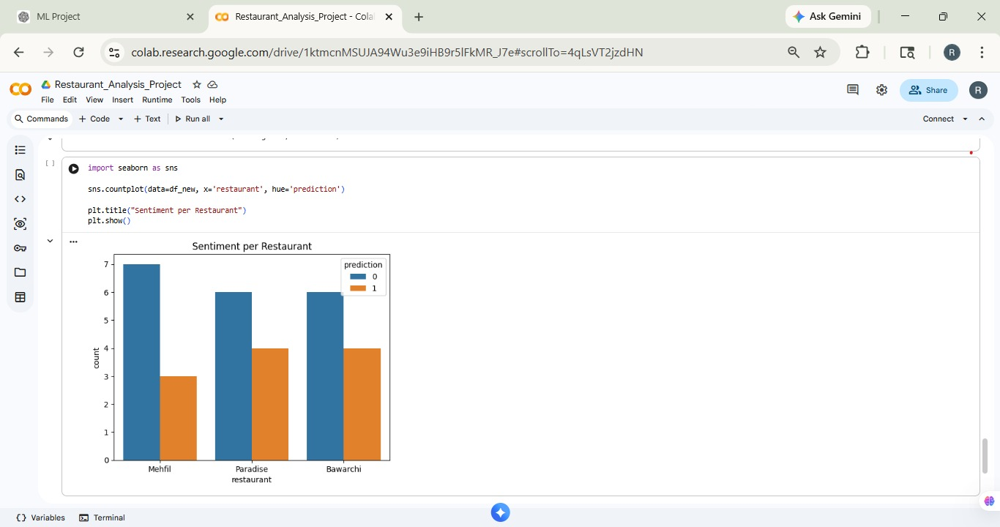 ML Project
Restaurant_Analysis_Project - Cola
Ask Gemini
colab.research.google.com/drive/1ktmcnMSUJA94Wu3e9iHB9r5lFkMR_J7e#scrollTo=4qLsVT2jzdHN
R
Restaurant_Analysis_Project
File Edit View Insert Runtime Tools Help
Share
R
Commands + Code + Text Run all
Connect
[ ]
import seaborn as sns
sns.countplot(data=df_new, x='restaurant', hue='prediction')
plt.title("Sentiment per Restaurant")
plt.show()
...
Sentiment per Restaurant
prediction
0
1
7
6
5
4
3
2
1
0
count
Mehfil Paradise Bawarchi
restaurant
{} Variables Terminal